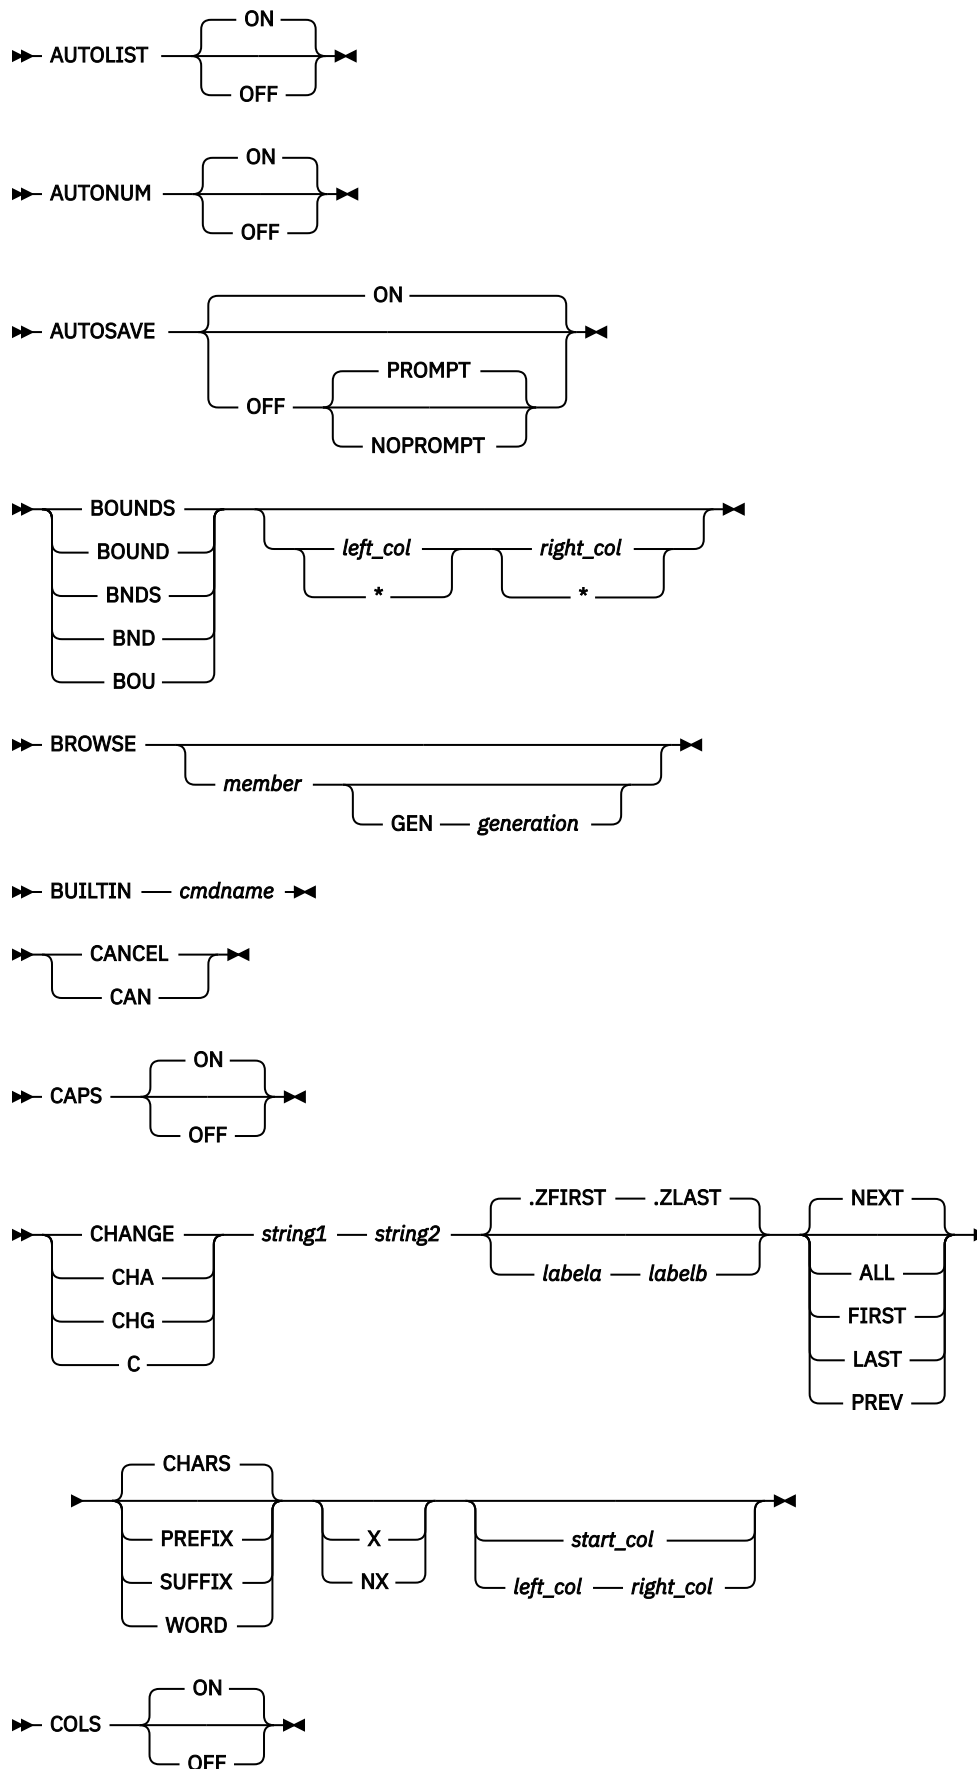 ON
AUTOLIST
OFF
ON
AUTONUM
OFF
ON
AUTOSAVE
PROMPT
OFF
NOPROMPT
BOUNDS
BOUND left_col right_col
BNDS * *
BND
BOU
BROWSE
member
GEN generation
BUILTIN cmdname
CANCEL
CAN
ON
CAPS
OFF
.ZFIRST .ZLAST NEXT
CHANGE string1 string2
CHA labela labelb ALL
CHG FIRST
C LAST
PREV
CHARS
PREFIX X start_col
SUFFIX NX left_col right_col
WORD
ON
COLS
OFF